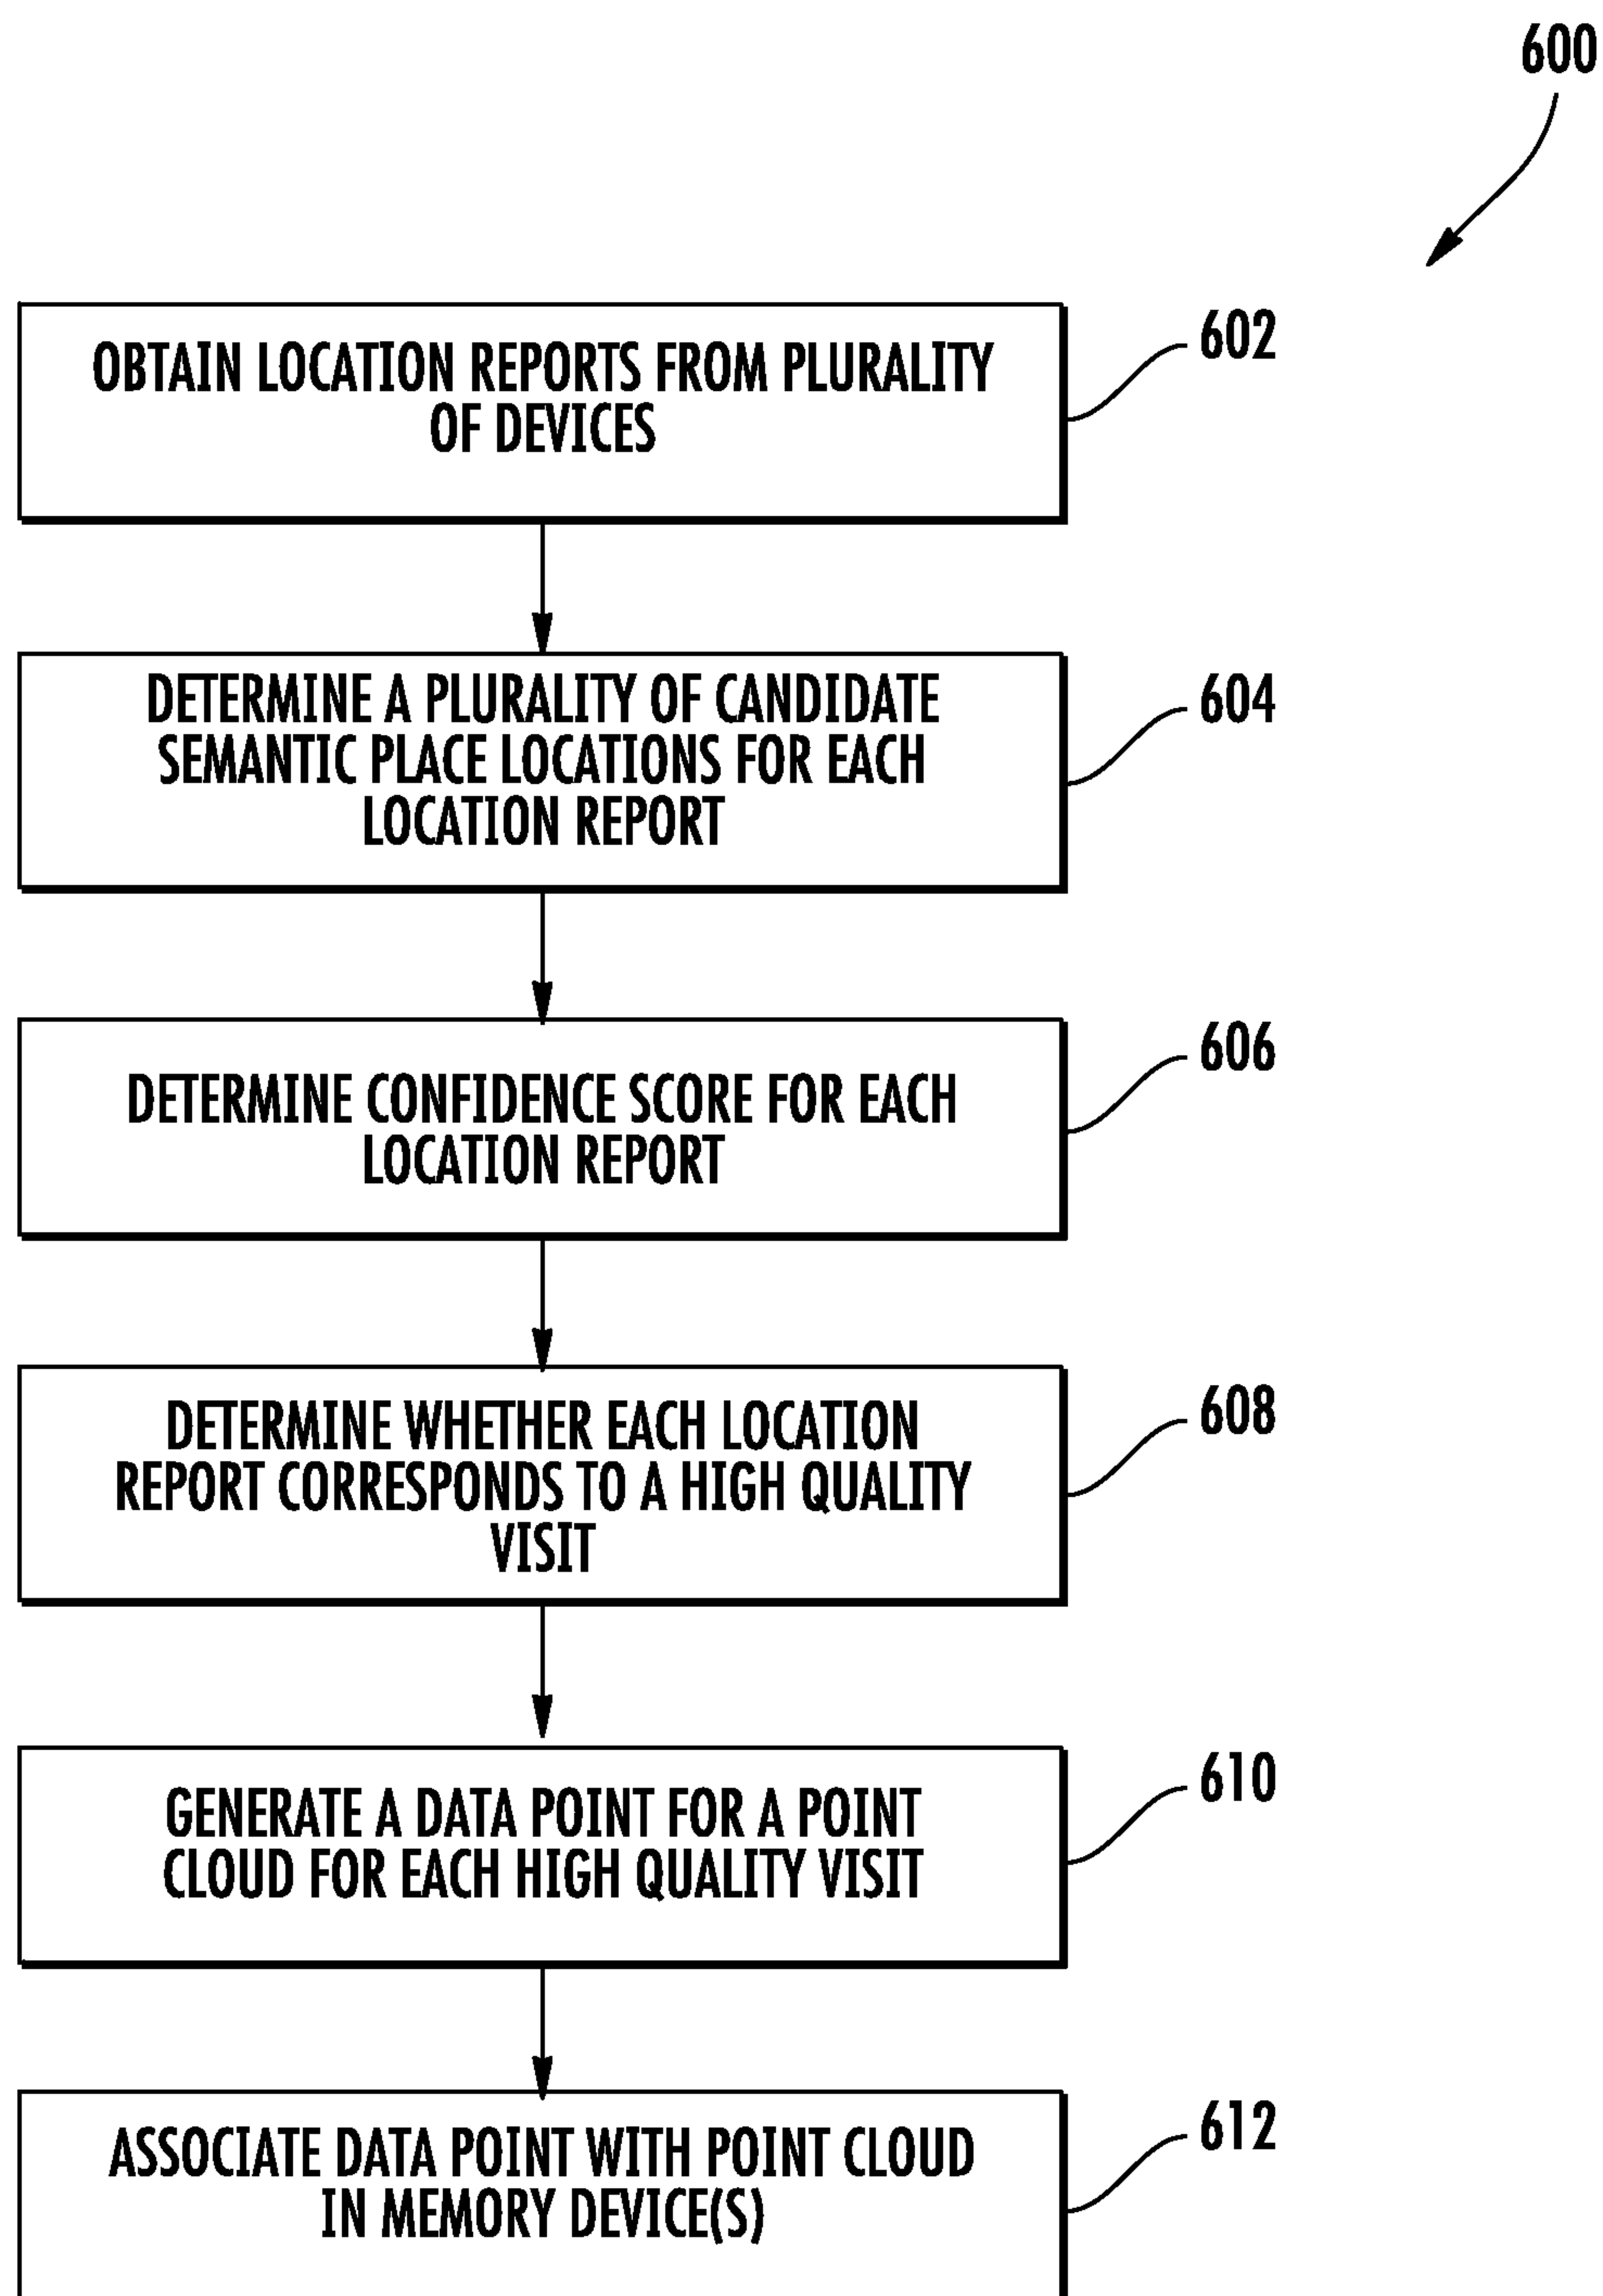 600
OBTAIN LOCATION REPORTS FROM PLURALITY
OF DEVICES
602
DETERMINE A PLURALITY OF CANDIDATE
SEMANTIC PLACE LOCATIONS FOR EACH
LOCATION REPORT
604
DETERMINE CONFIDENCE SCORE FOR EACH
LOCATION REPORT
606
DETERMINE WHETHER EACH LOCATION
REPORT CORRESPONDS TO A HIGH QUALITY
VISIT
608
GENERATE A DATA POINT FOR A POINT
CLOUD FOR EACH HIGH QUALITY VISIT
610
ASSOCIATE DATA POINT WITH POINT CLOUD
IN MEMORY DEVICE(S)
612